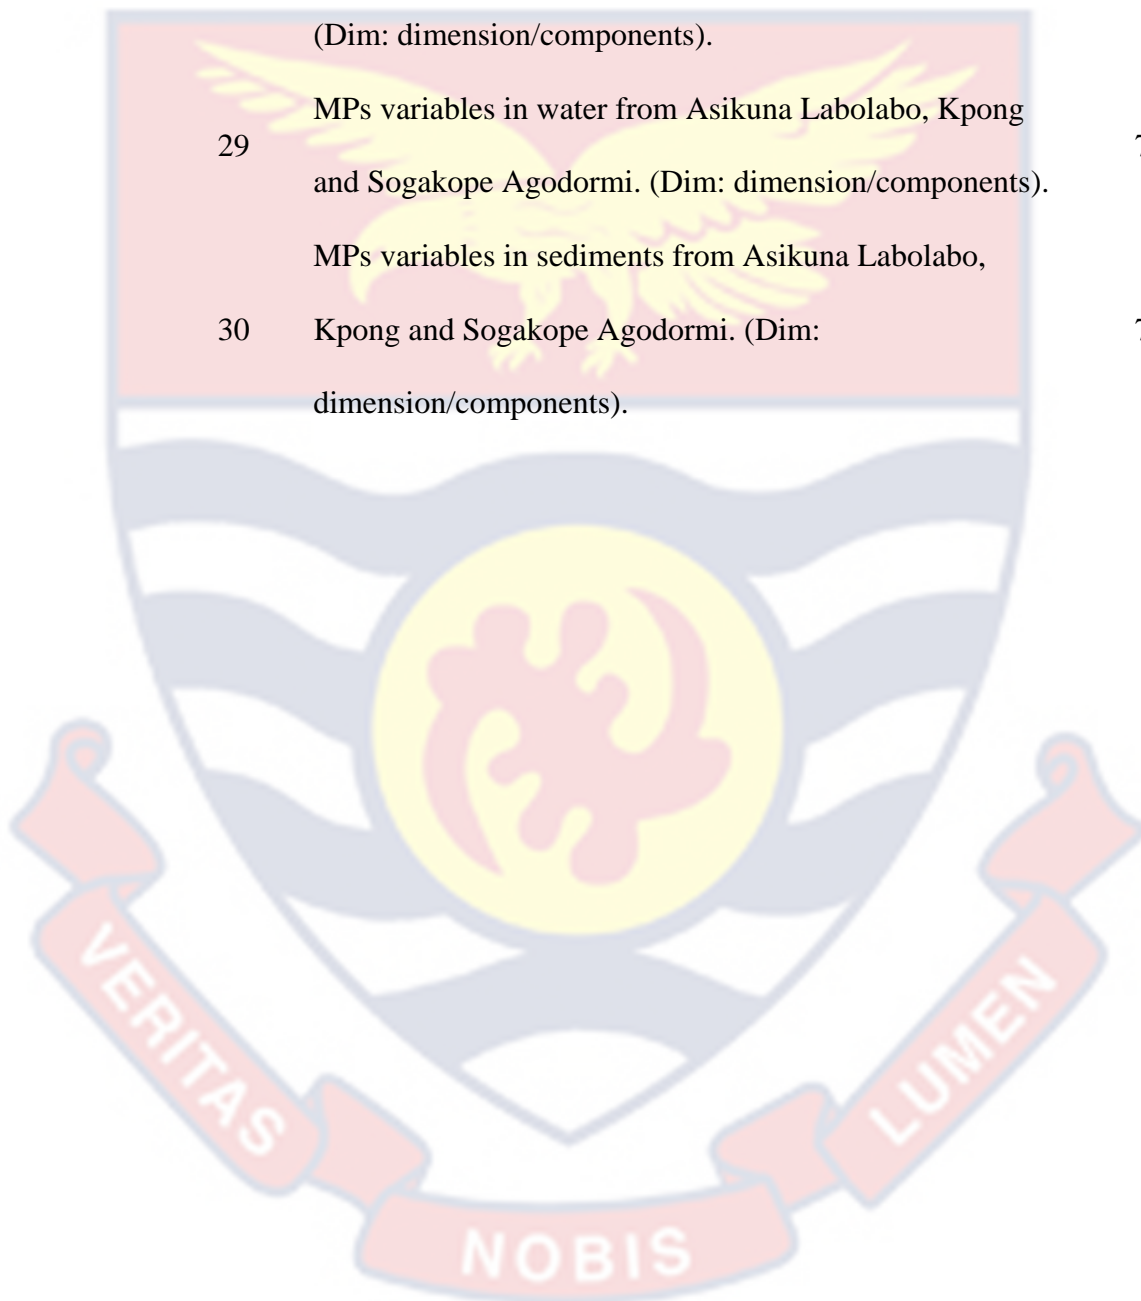 (Dim: dimension/components).
MPs variables in water from Asikuna Labolabo, Kpong
29
and Sogakope Agodormi. (Dim: dimension/components).
MPs variables in sediments from Asikuna Labolabo,
30 Kpong and Sogakope Agodormi. (Dim:
dimension/components).
VERITAS
NOBIS
LUMEN